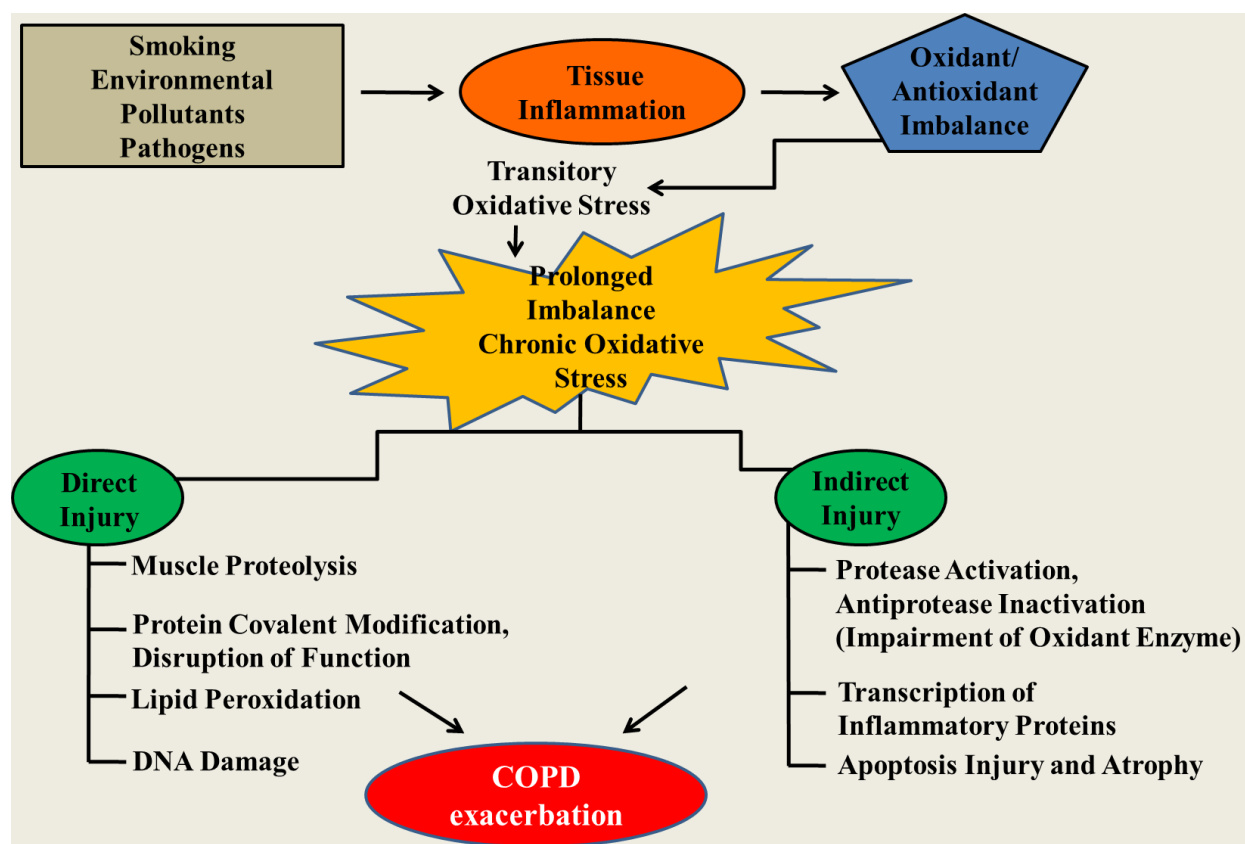 Smoking
Environmental
Pollutants
Pathogens
Tissue
Inflammation
Oxidant/
Antioxidant
Imbalance
Transitory
Oxidative Stress
Prolonged
Imbalance
Chronic Oxidative
Stress
Direct
Injury
Muscle Proteolysis
Protein Covalent Modification,
Disruption of Function
Lipid Peroxidation
DNA Damage
Indirect
Injury
Protease Activation,
Antiprotease Inactivation
(Impairment of Oxidant Enzyme)
Transcription of
Inflammatory Proteins
Apoptosis Injury and Atrophy
COPD
exacerbation